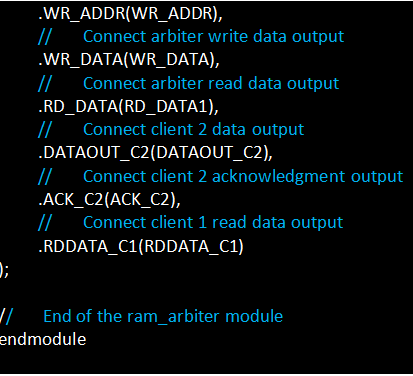 .WR_ADDR(WR_ADDR),
// Connect arbiter write data output
.WR_DATA(WR_DATA),
// Connect arbiter read data output
.RD_DATA(RD_DATA1),
// Connect client 2 data output
.DATAOUT_C2(DATAOUT_C2),
// Connect client 2 acknowledgment output
.ACK_C2(ACK_C2),
// Connect client 1 read data output
.RDDATA_C1(RDDATA_C1)
);
// End of the ram_arbiter module
endmodule